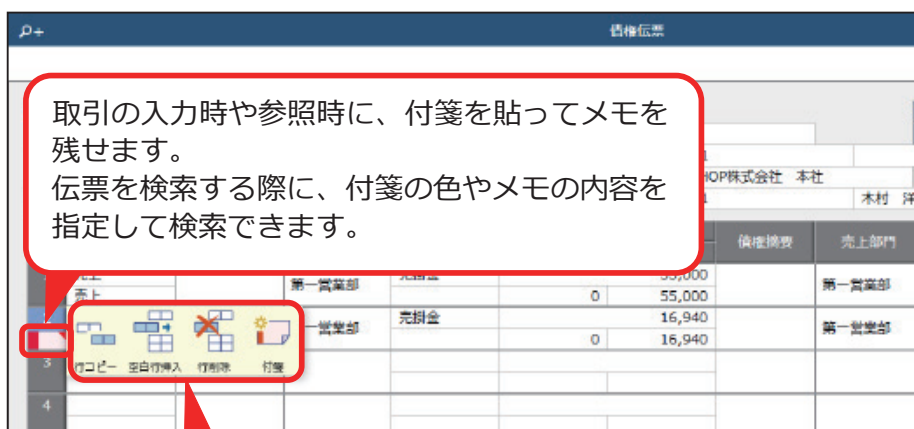 債権伝票
取引の入力時や参照時に、付箋を貼ってメモを
残せます。
伝票を検索する際に、付箋の色やメモの内容を
指定して検索できます。
OP株式会社 本社
木村 洋
債権摘要 売上部門
第一営業部 売掛金 55,000 第一営業部
売上 0 55,000
一営業部 売掛金 16,940 第一営業部
0 16,940
行コピー 空白行挿入 行削除 付箋
3
4